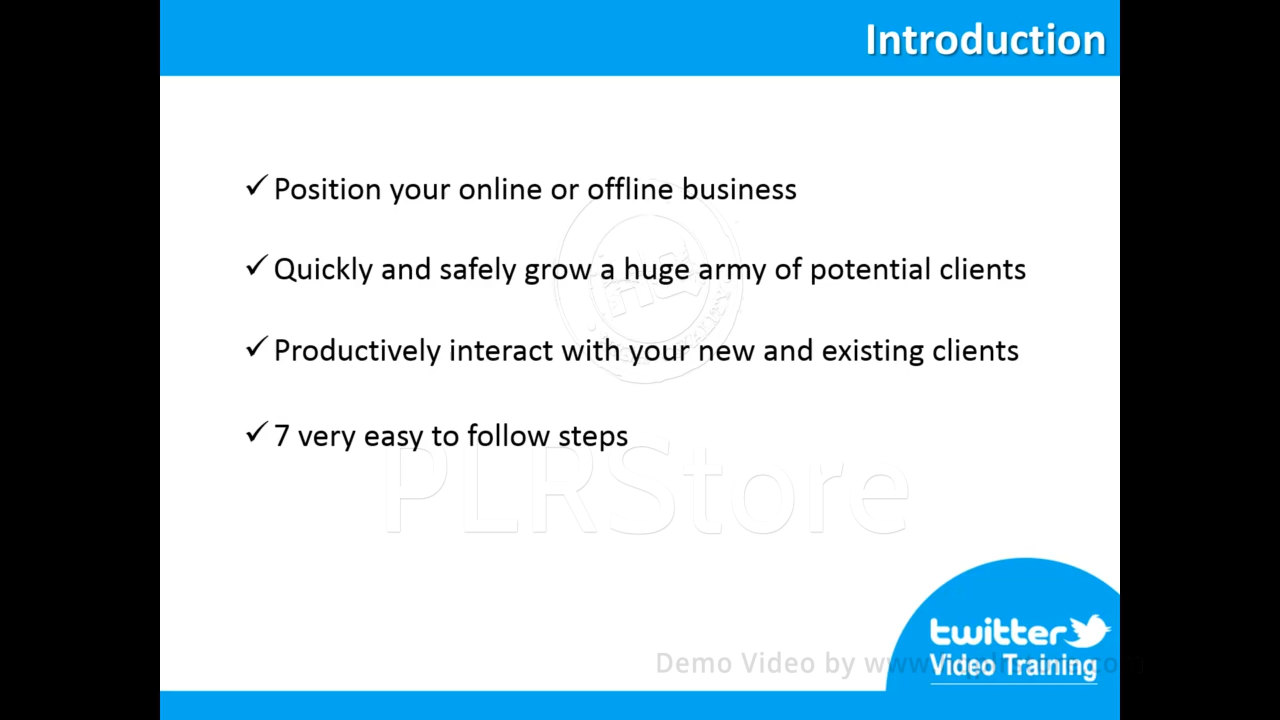 Introduction
✓ Position your online or offline business
✓ Quickly and safely grow a huge army of potential clients
✓ Productively interact with your new and existing clients
✓ 7 very easy to follow steps
PLRStore
twitter
Demo Video by
Video Training